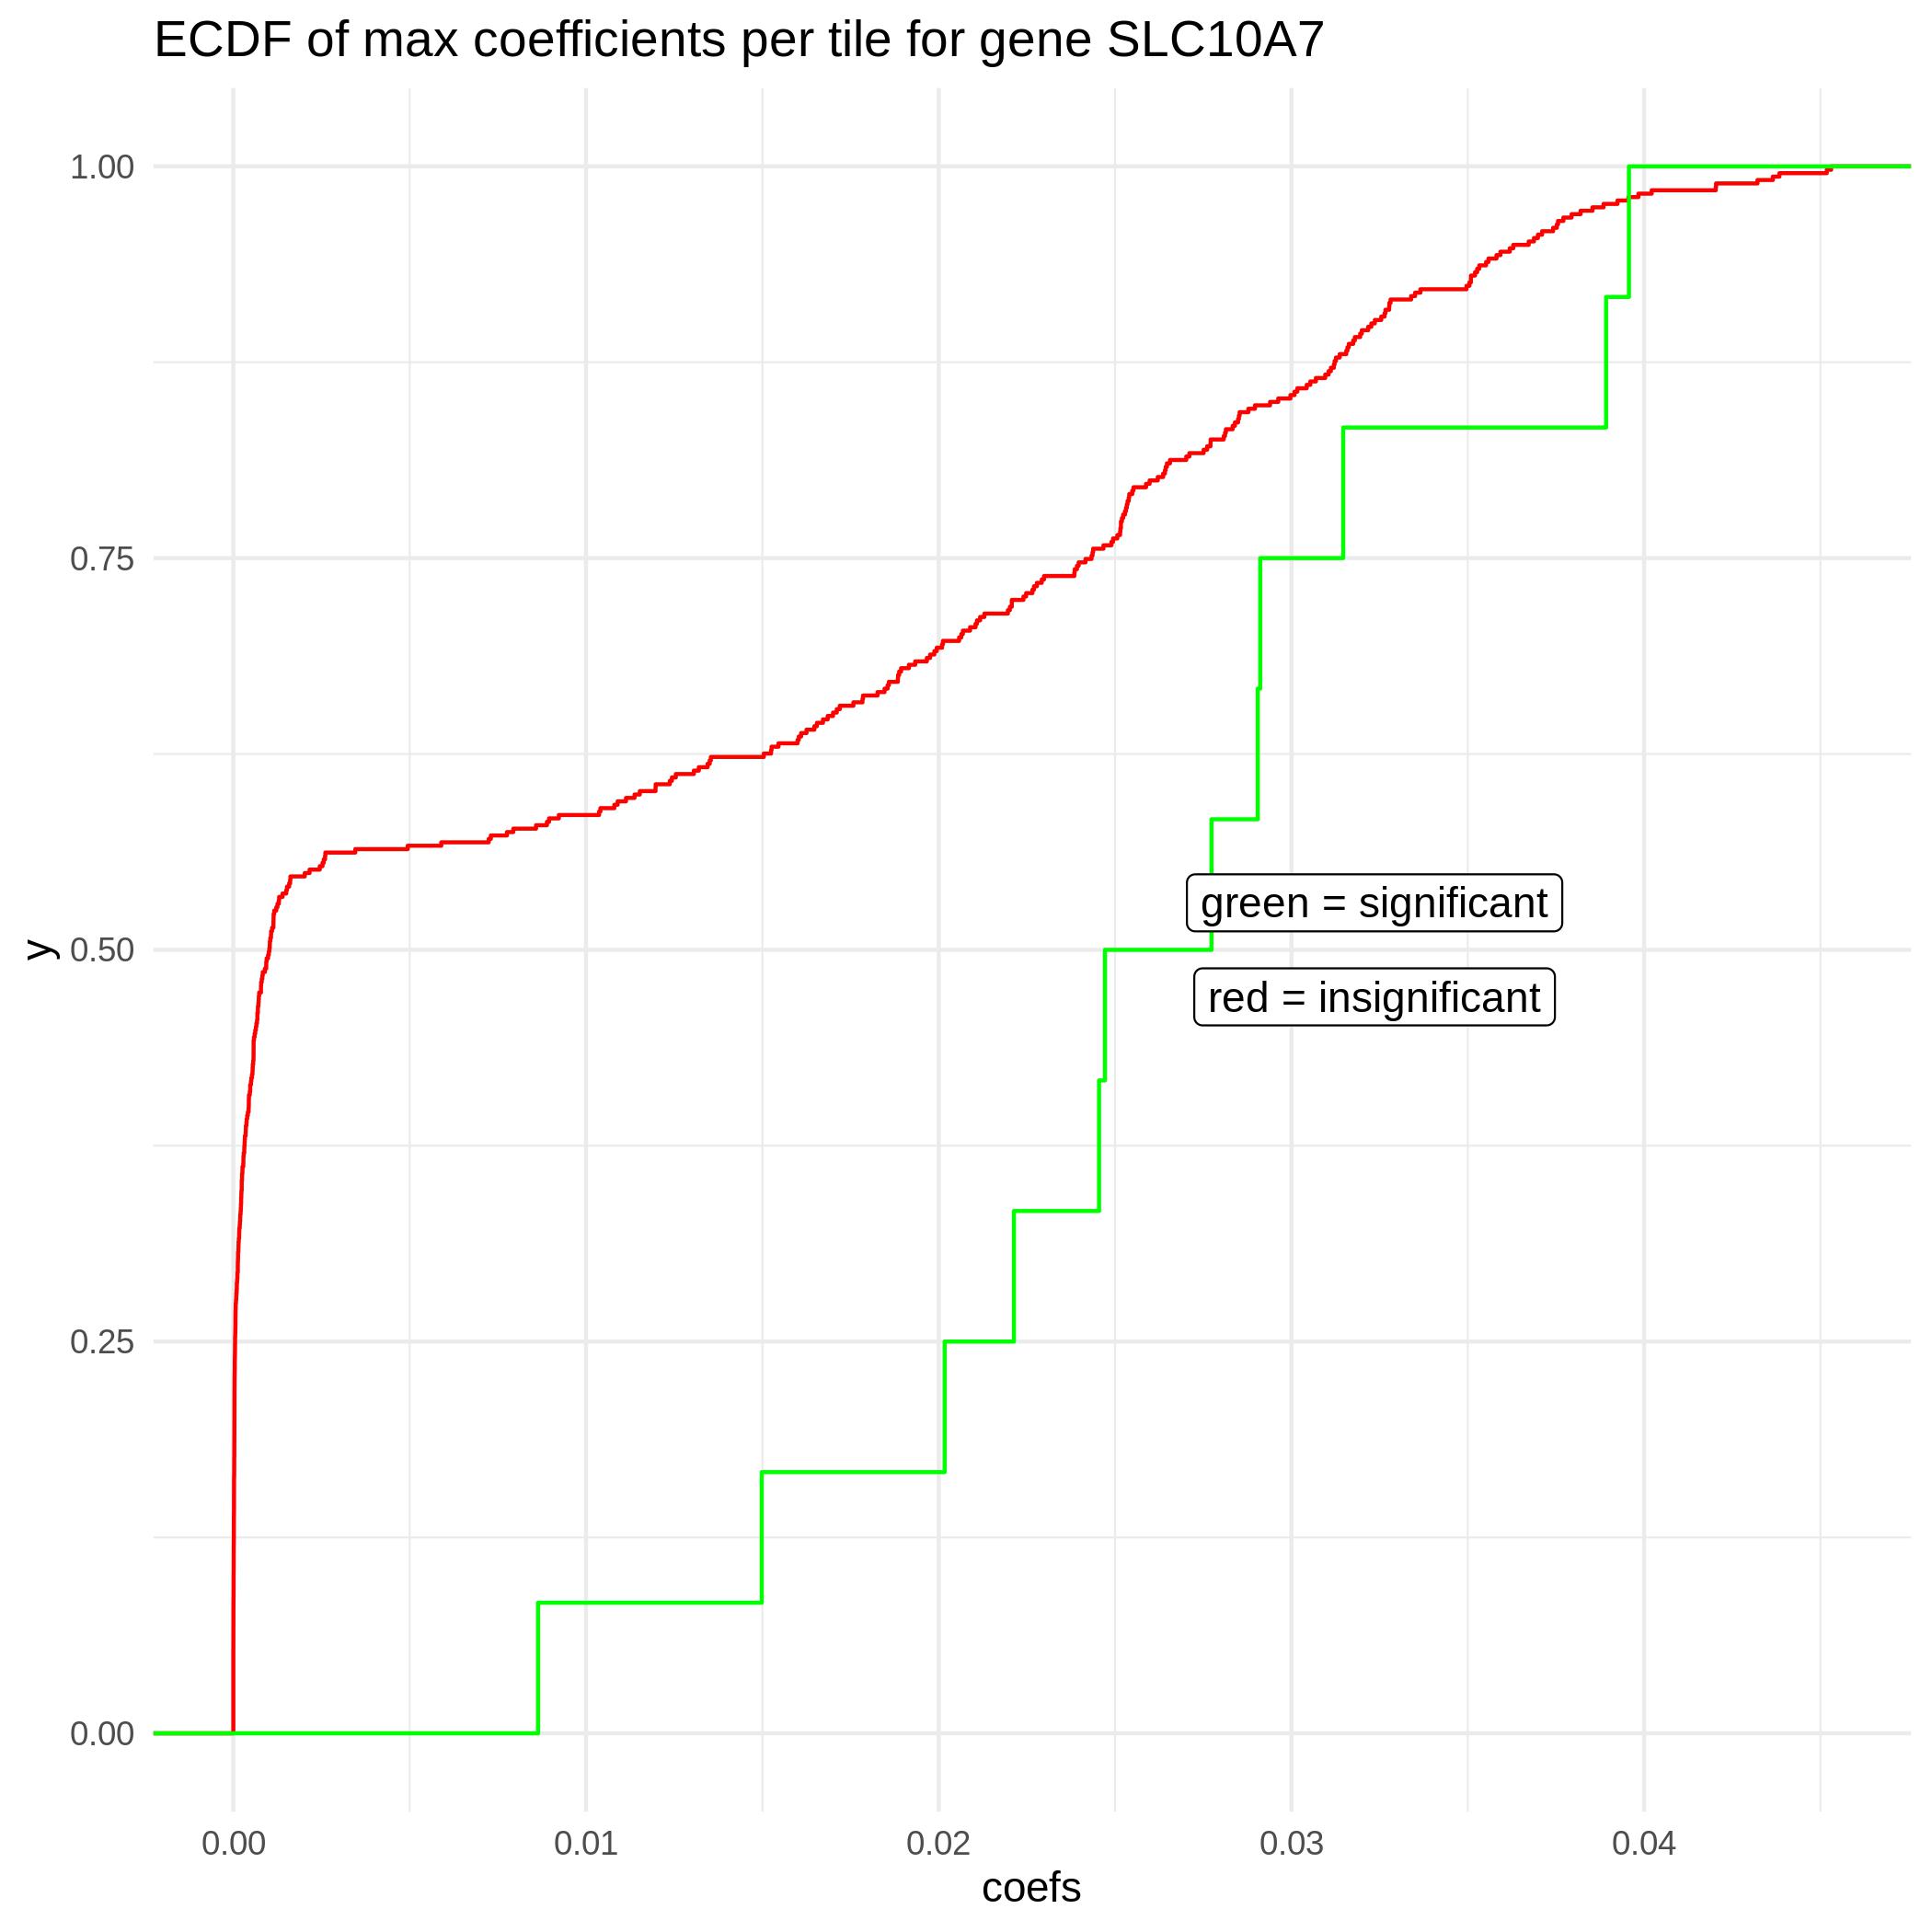 ECDF of max coefficients per tile for gene SLC10A7
1.00
0.75
0.50
0.25
0.00
y
green = significant
red = insignificant
0.00 0.01 0.02 0.03 0.04
coefs